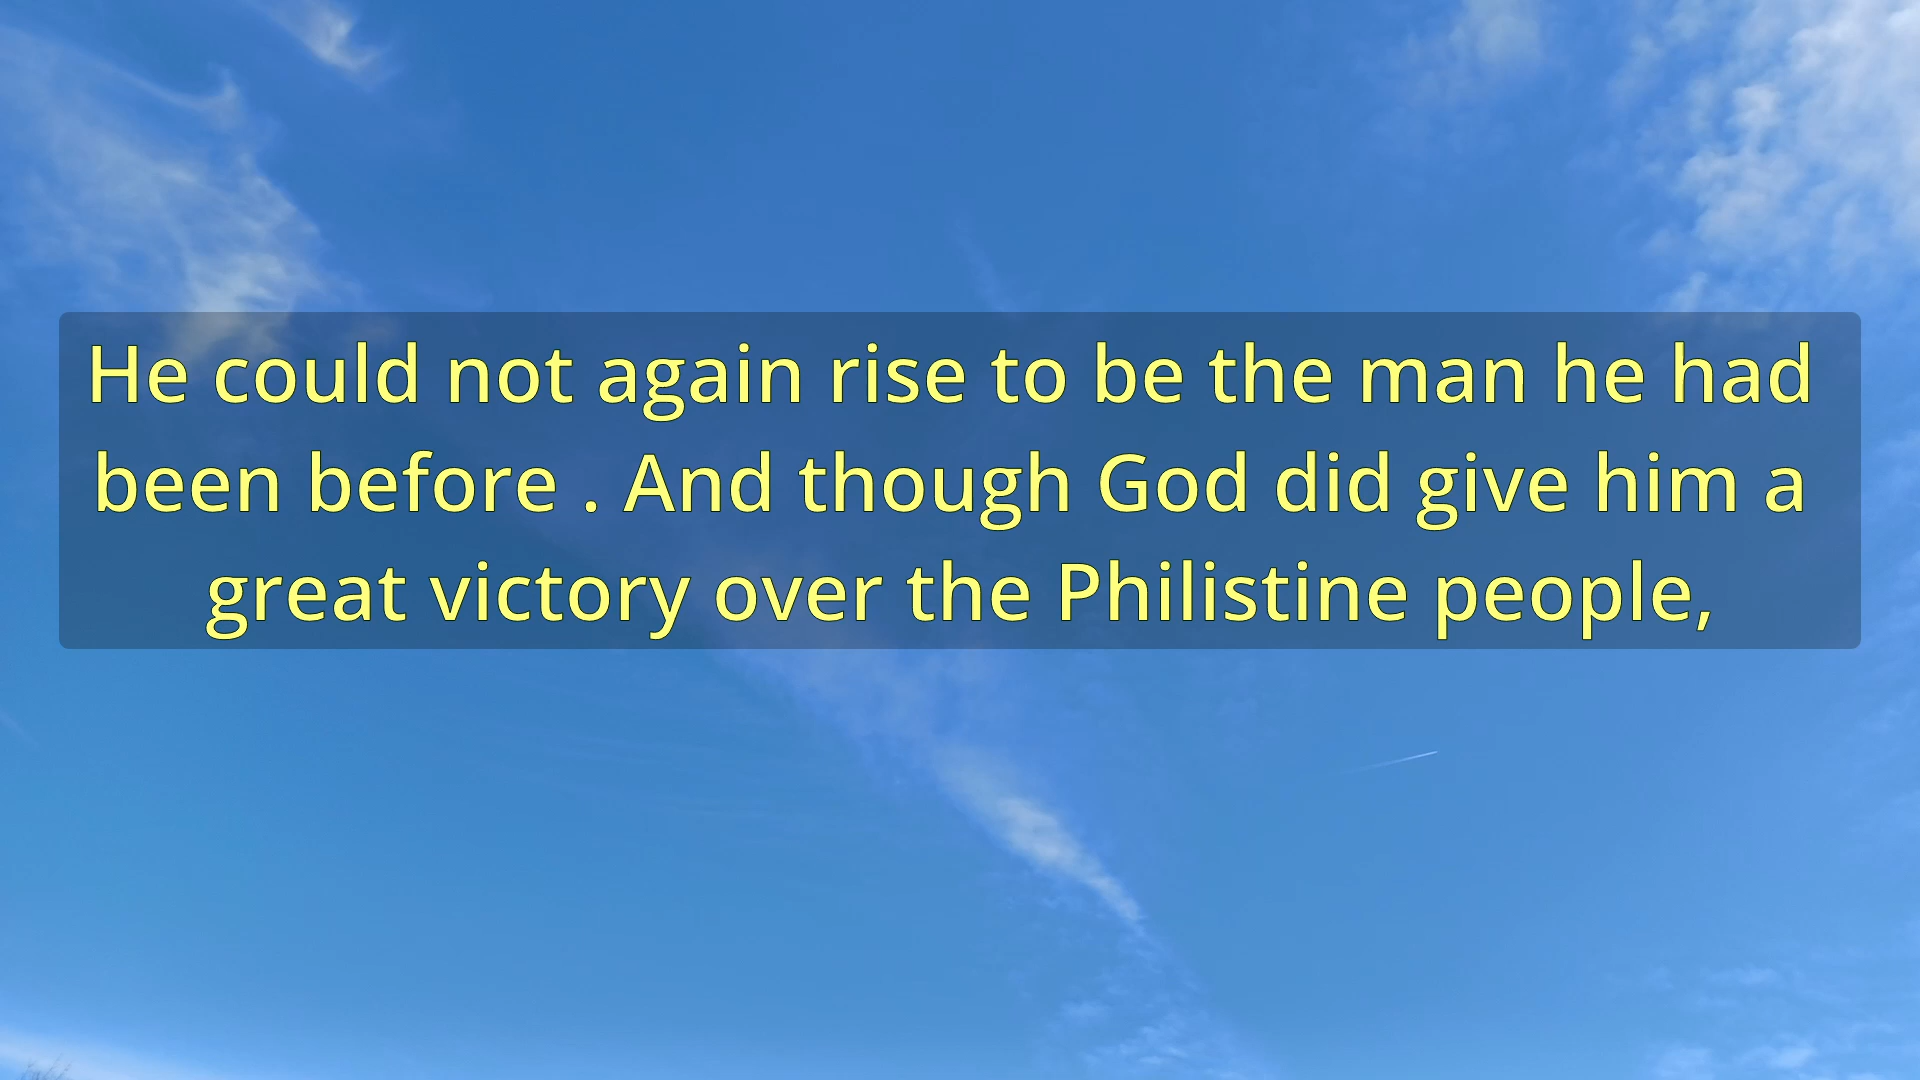 He could not again rise to be the man he had
been before . And though God did give him a
great victory over the Philistine people,